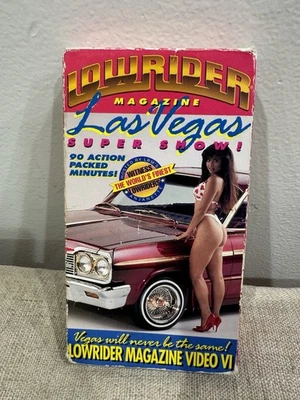 LOWRIDER
MAGAZINE
Las Vegas
SUPER SHOW!
90 ACTION
PACKED
MINUTES!
WITNESS
THE WORLD'S FINEST
LOWRIDERS
Vegas will never be the same!
LOWRIDER MAGAZINE VIDEO VI